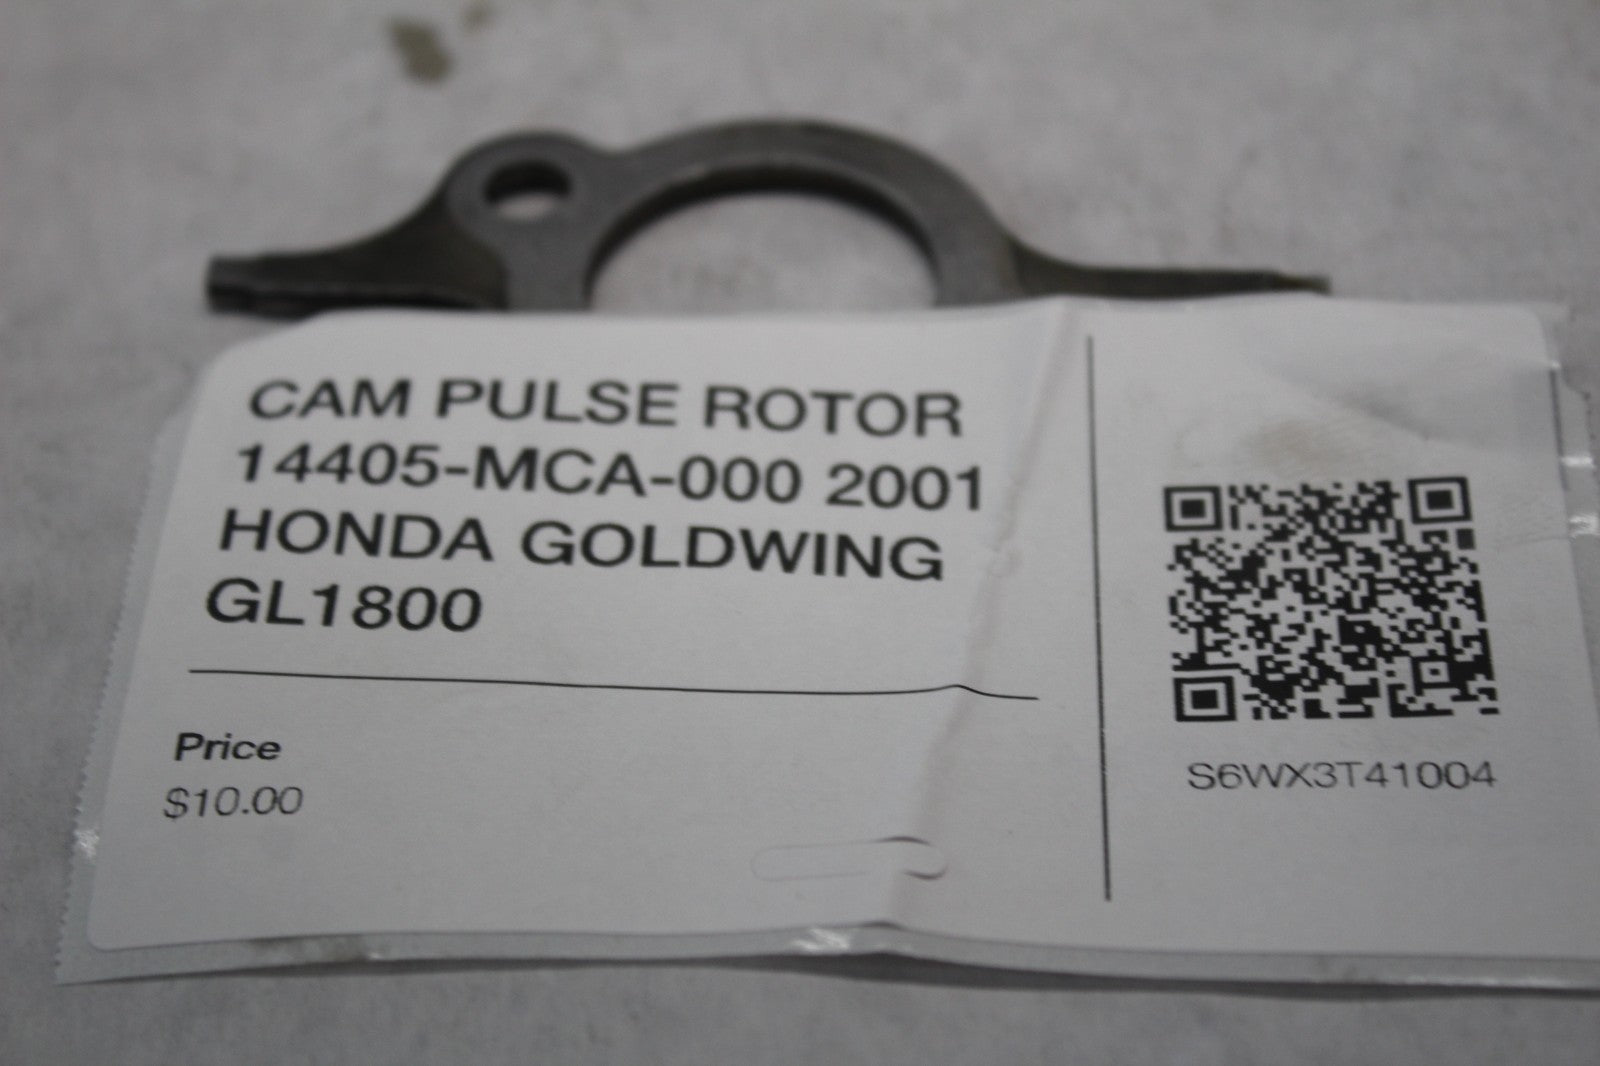 CAM PULSE ROTOR
14405-MCA-000 2001
HONDA GOLDWING
GL1800
Price
$10.00
S6WX3T41004